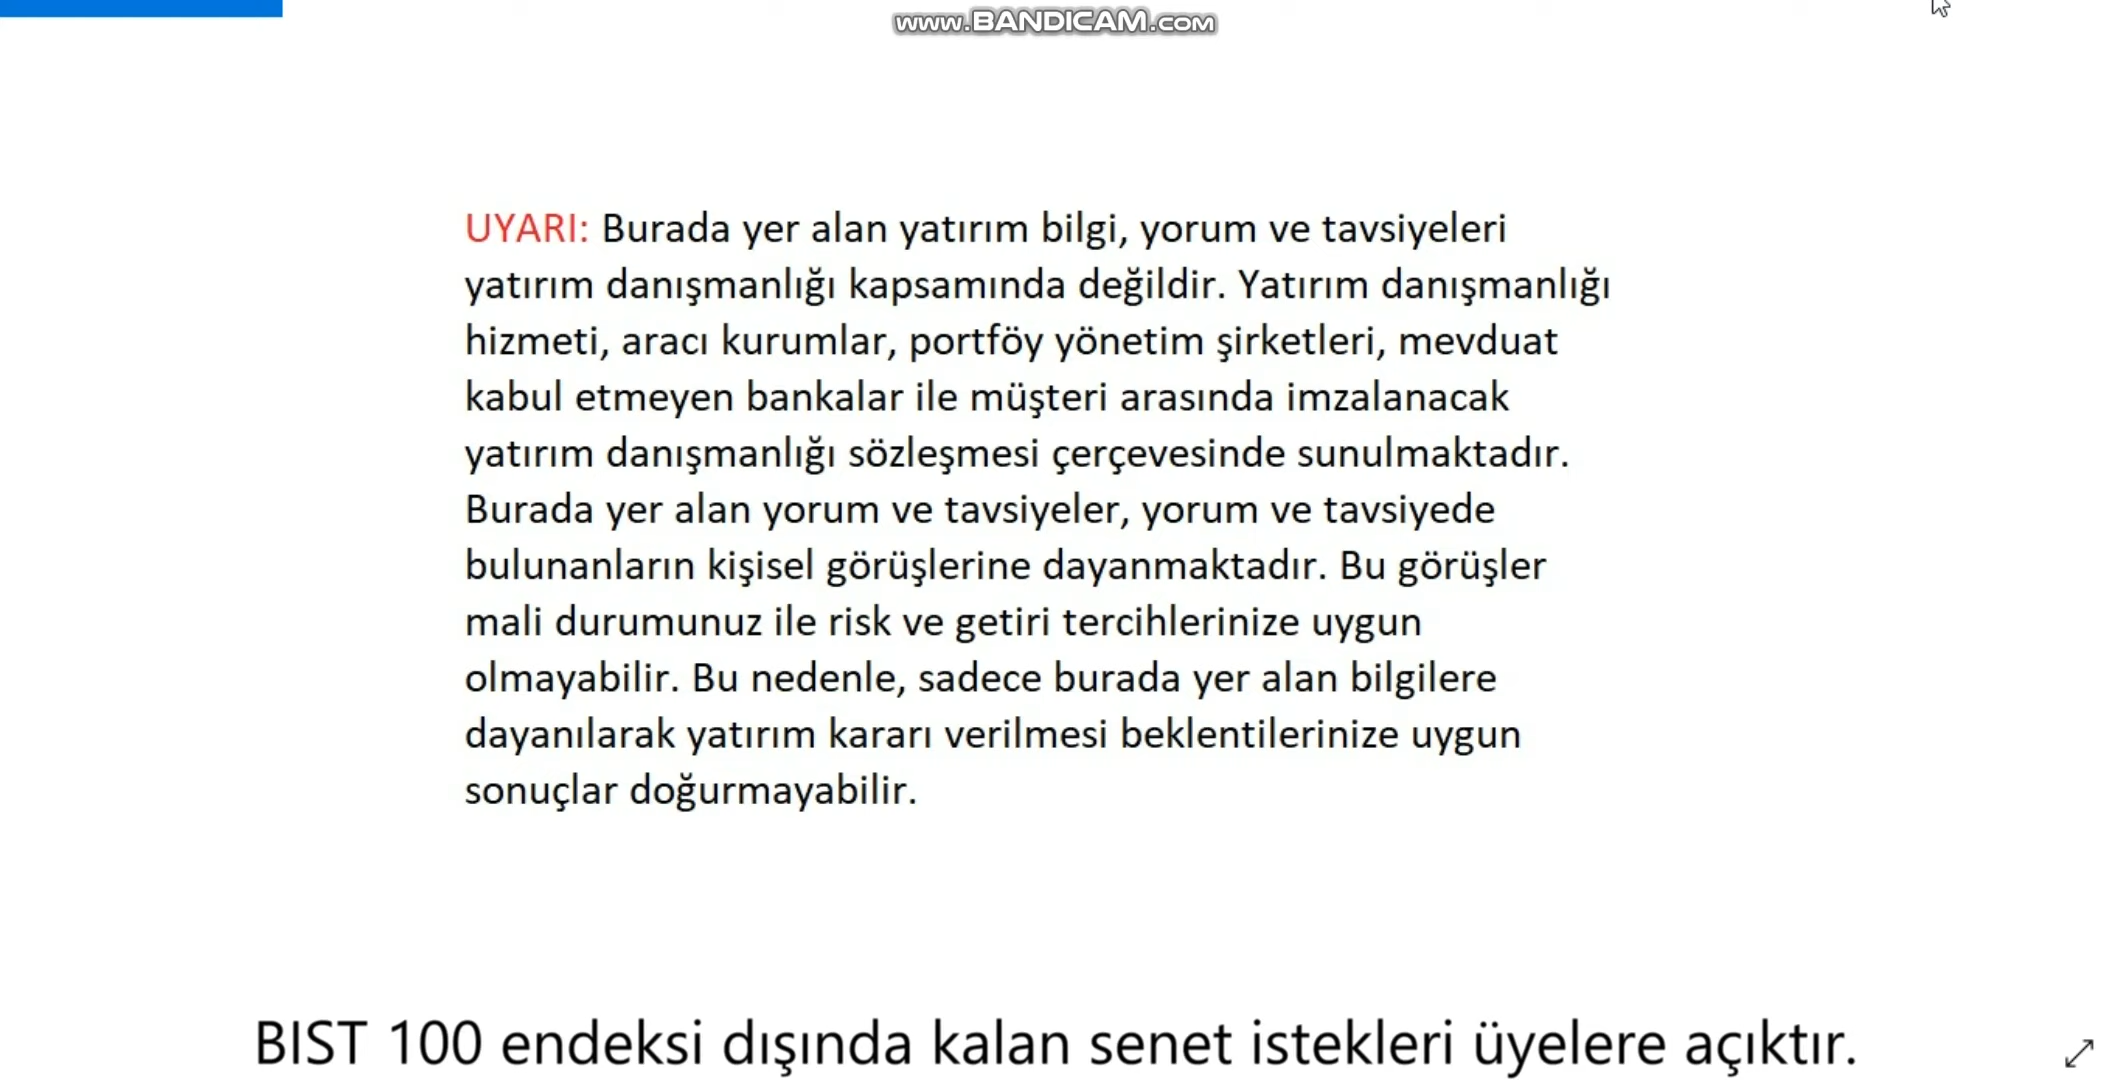 www.BANDICAM.com
UYARI: Burada yer alan yatırım bilgi, yorum ve tavsiyeleri
yatırım danışmanlığı kapsamında değildir. Yatırım danışmanlığı
hizmeti, aracı kurumlar, portföy yönetim şirketleri, mevduat
kabul etmeyen bankalar ile müşteri arasında imzalanacak
yatırım danışmanlığı sözleşmesi çerçevesinde sunulmaktadır.
Burada yer alan yorum ve tavsiyeler, yorum ve tavsiyede
bulunanların kişisel görüşlerine dayanmaktadır. Bu görüşler
mali durumunuz ile risk ve getiri tercihlerinize uygun
olmayabilir. Bu nedenle, sadece burada yer alan bilgilere
dayanılarak yatırım kararı verilmesi beklentilerinize uygun
sonuçlar doğurmayabilir.
BIST 100 endeksi dışında kalan senet istekleri üyelere açıktır.